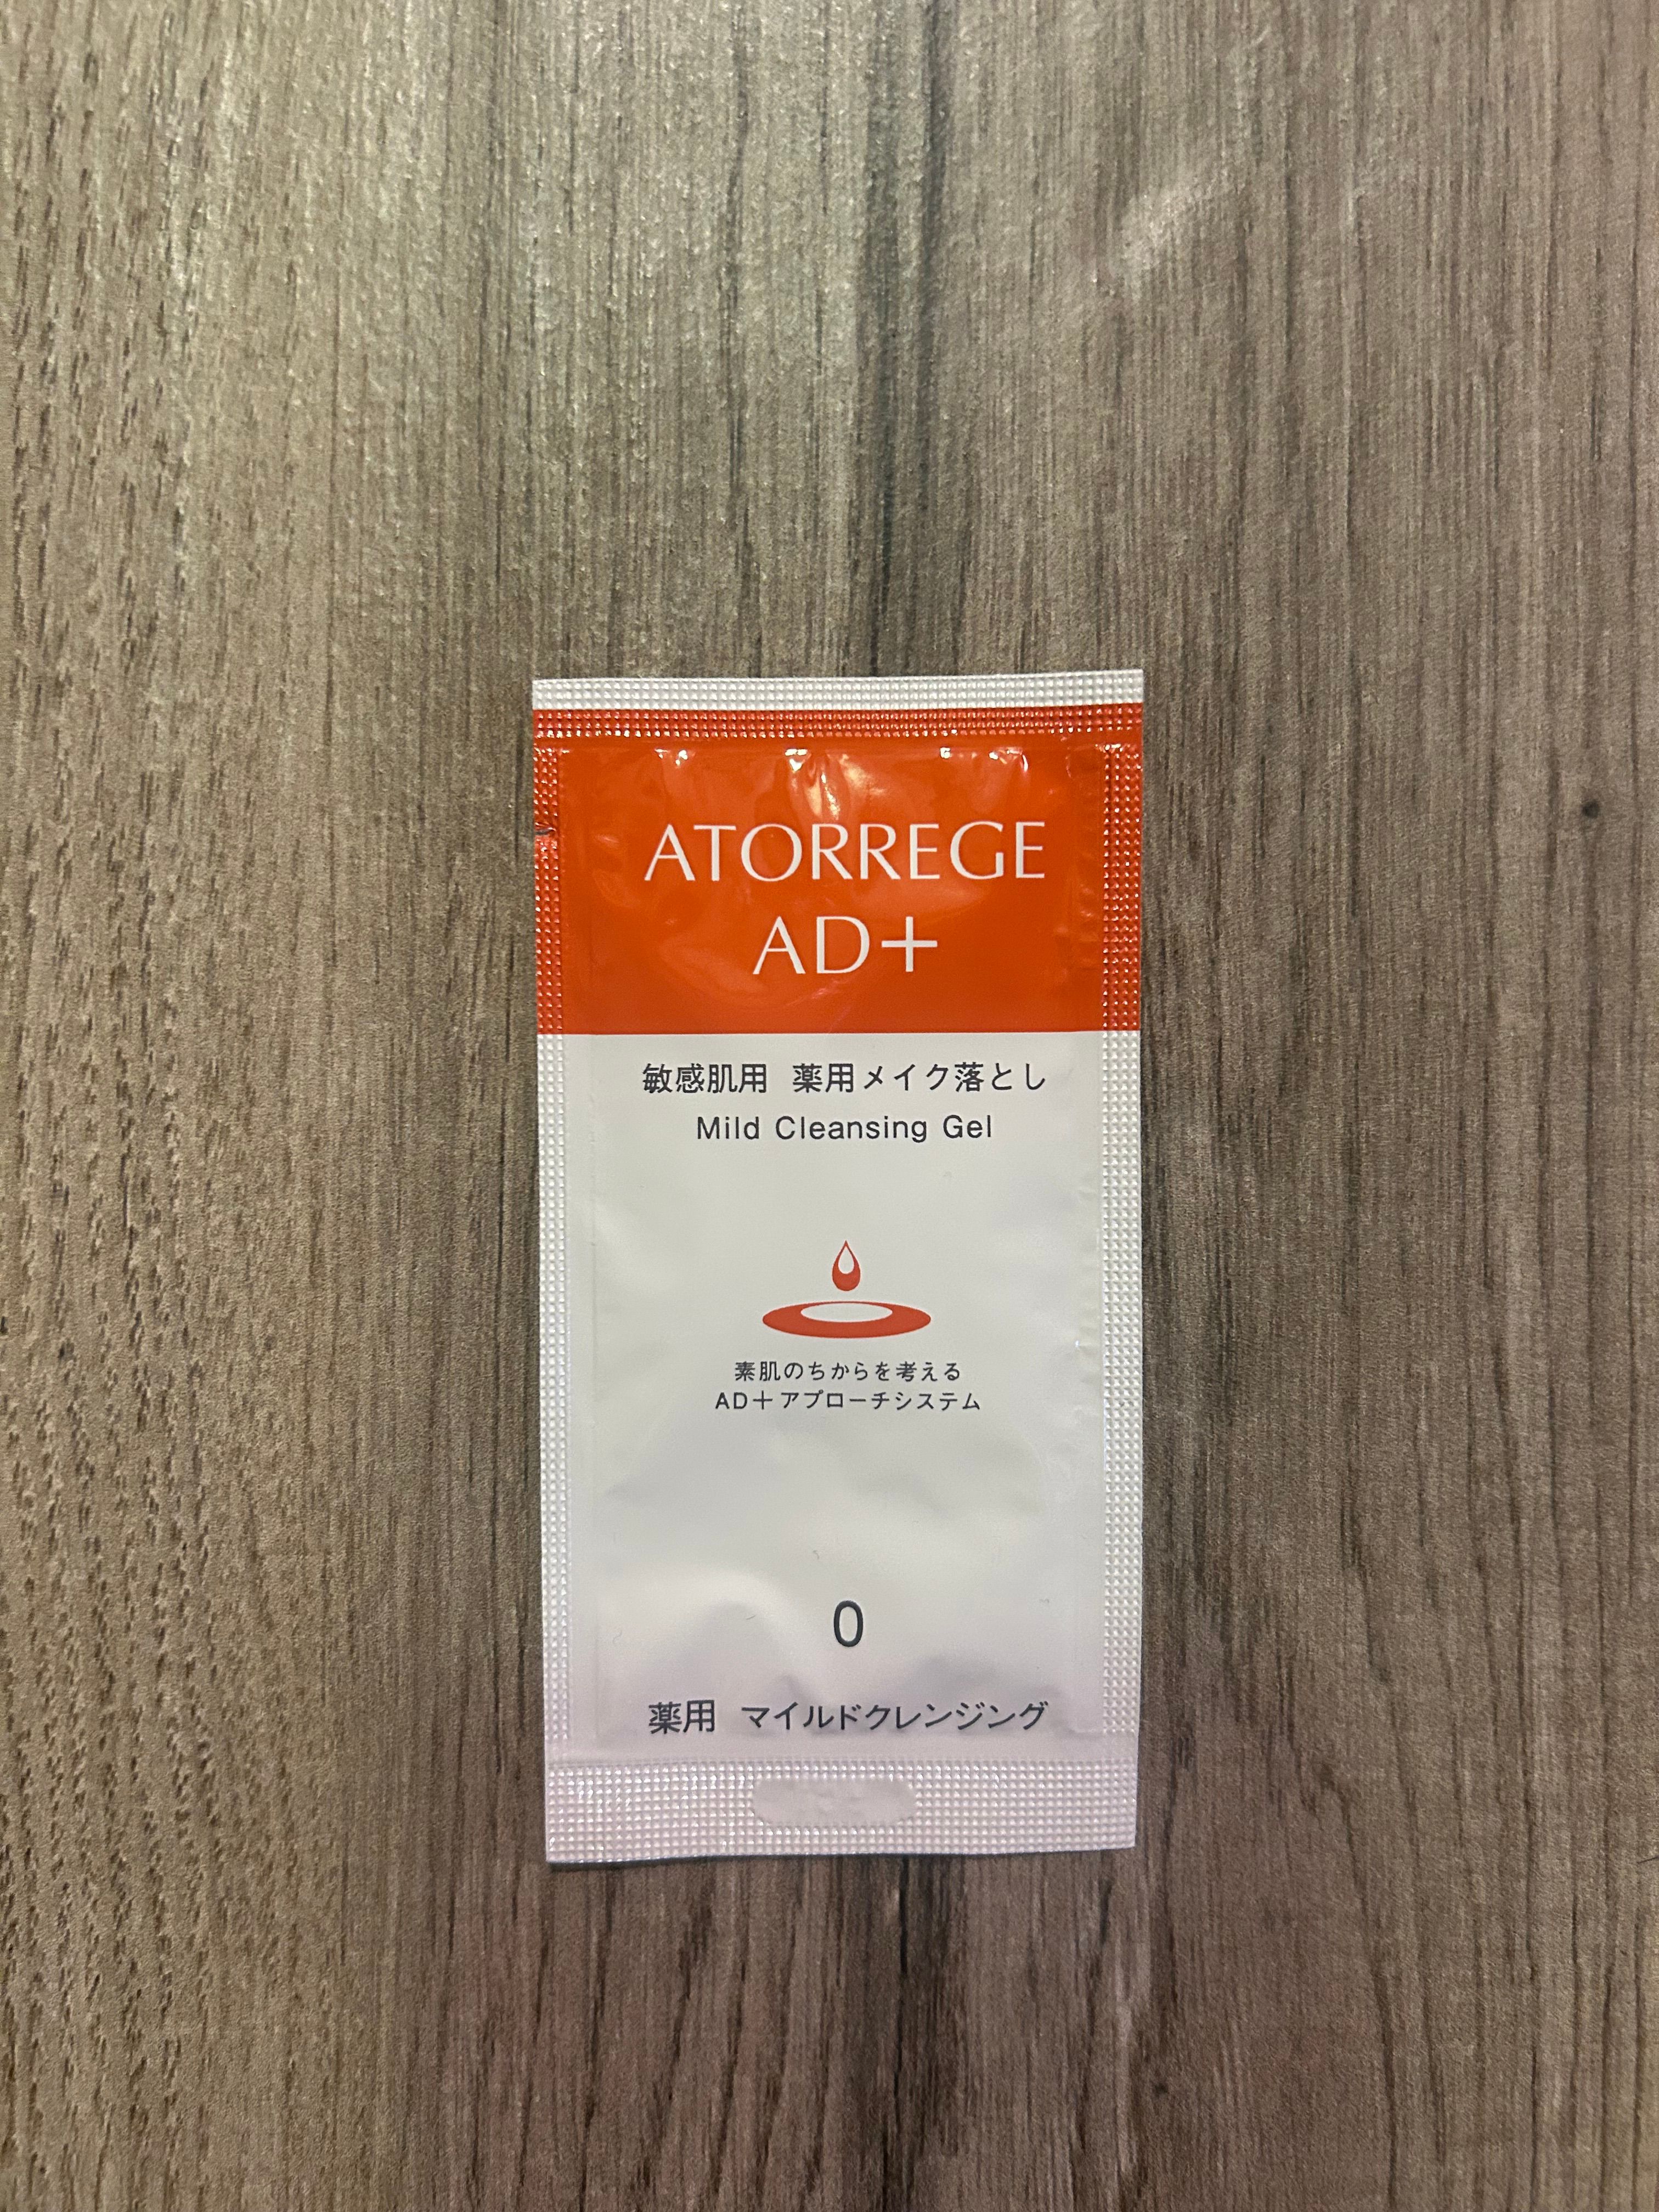 ATORREGE
AD+
敏感肌用 薬用メイク落とし
Mild Cleansing Gel
素肌のちからを考える
AD+アプローチシステム
0
薬用 マイルドクレンジング